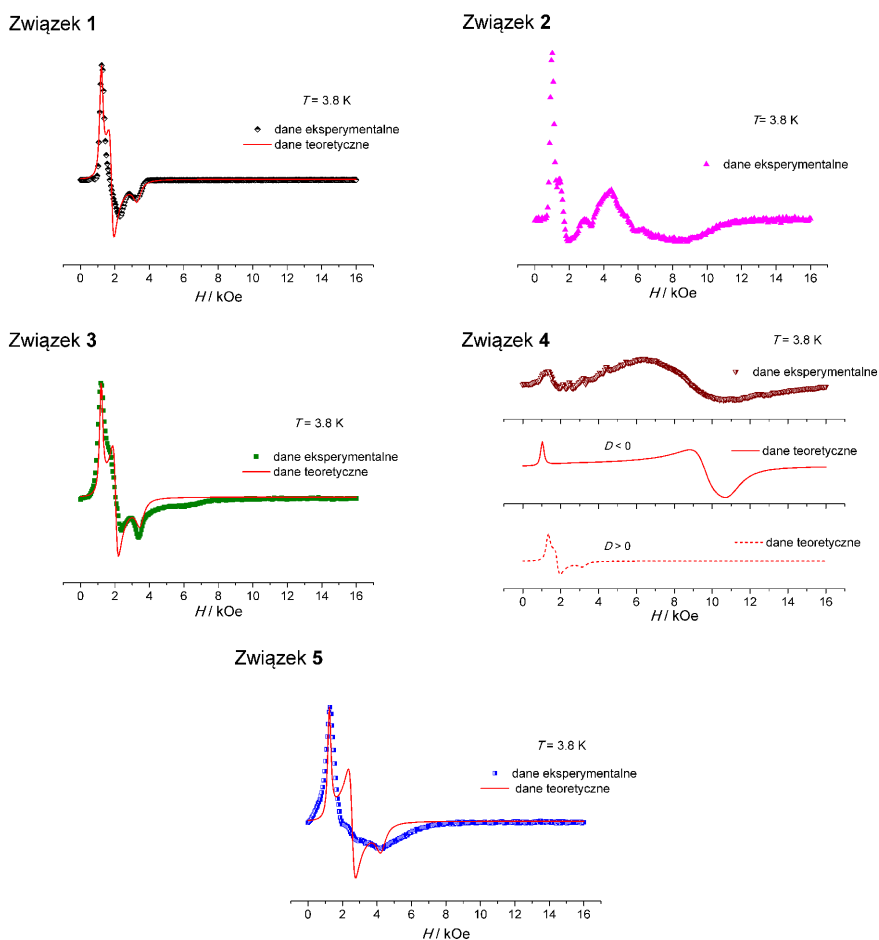 Związek 1
T = 3.8 K
dane eksperymentalne
dane teoretyczne
0 2 4 6 8 10 12 14 16
H / kOe
Związek 2
T= 3.8 K
dane eksperymentalne
0 2 4 6 8 10 12 14 16
H / kOe
Związek 3
T = 3.8 K
dane eksperymentalne
dane teoretyczne
0 2 4 6 8 10 12 14 16
H / kOe
Związek 4
T = 3.8 K
dane eksperymentalne
D < 0
dane teoretyczne
D > 0
dane teoretyczne
0 2 4 6 8 10 12 14 16
H / kOe
Związek 5
T = 3.8 K
dane eksperymentalne
dane teoretyczne
0 2 4 6 8 10 12 14 16
H / kOe